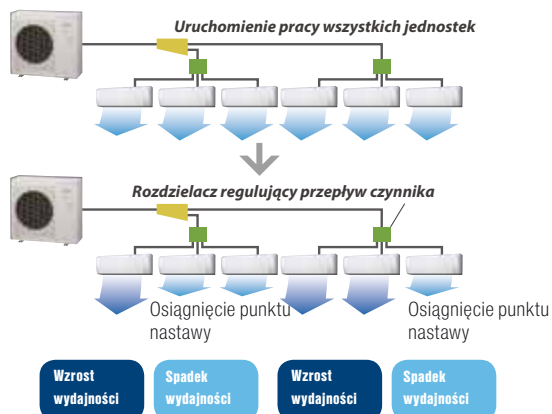 Uruchomienie pracy wszystkich jednostek
Rozdzielacz regulujący przepływ czynnika
Osiągnięcie punktu
nastawy
Osiągnięcie punktu
nastawy
Wzrost
wydajności
Spadek
wydajności
Wzrost
wydajności
Spadek
wydajności